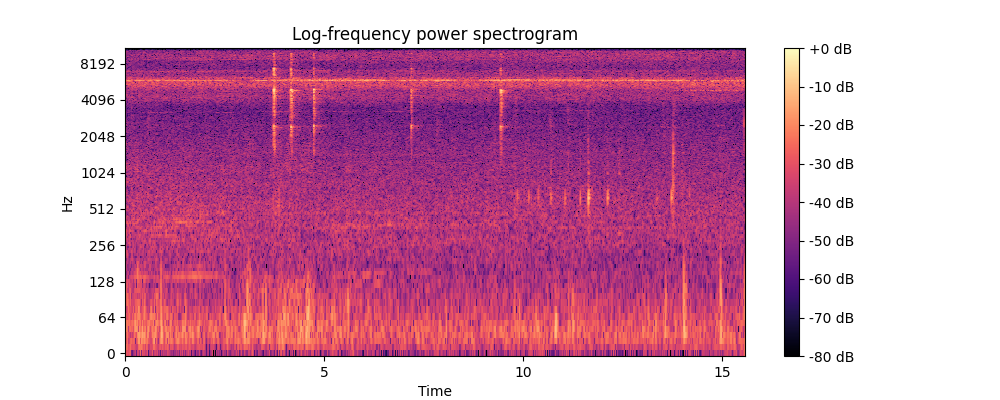 Log-frequency power spectrogram
Hz
8192
4096
2048
1024
512
256
128
64
0
0 5 10 15
Time
+0 dB
-10 dB
-20 dB
-30 dB
-40 dB
-50 dB
-60 dB
-70 dB
-80 dB